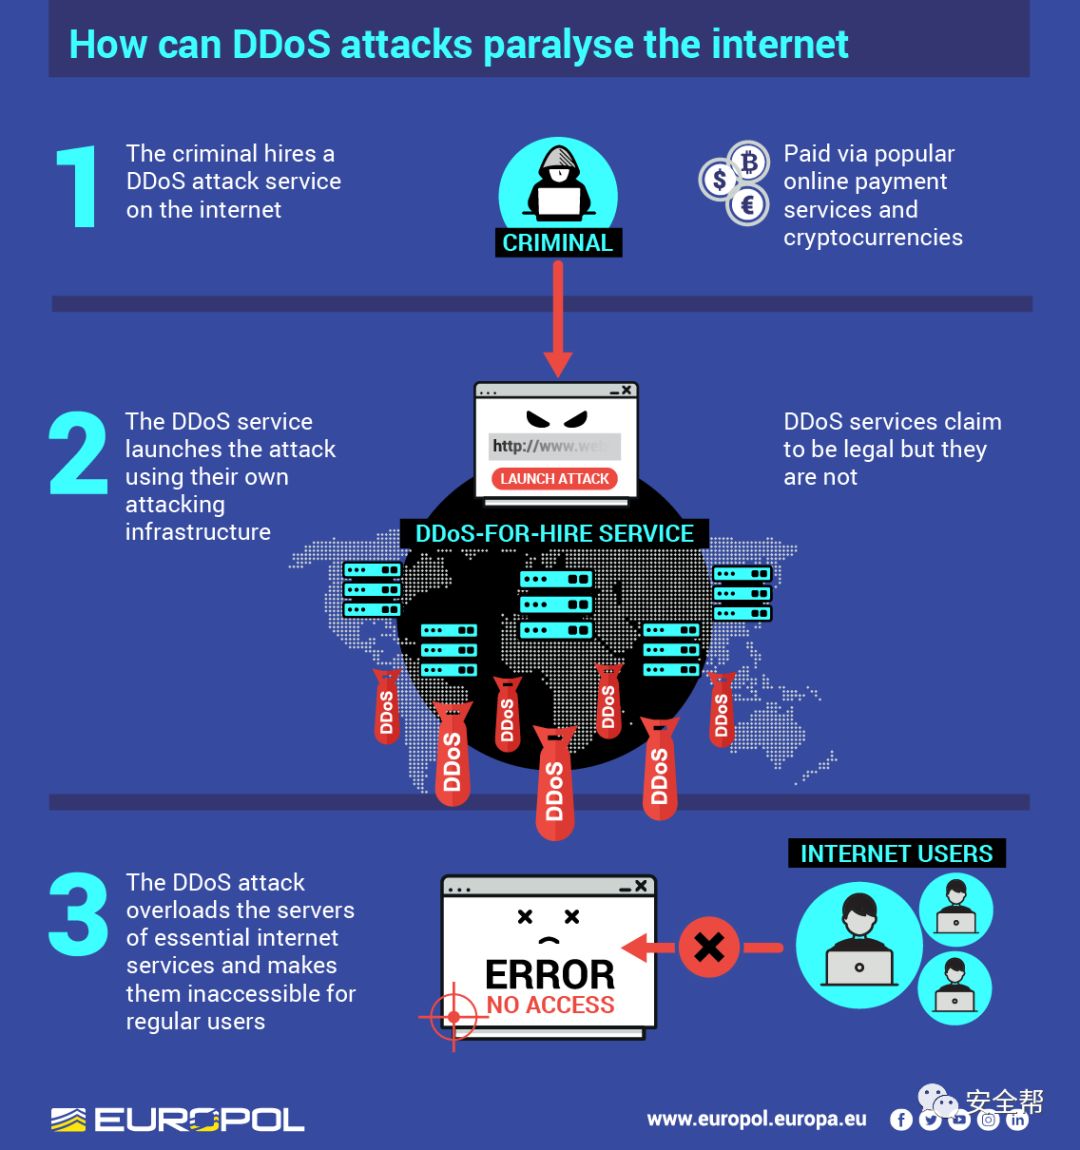 How can DDoS attacks paralyse the internet
1
The criminal hires a
DDoS attack service
on the internet
CRIMINAL
$
₿
€
Paid via popular
online payment
services and
cryptocurrencies
2
The DDoS service
launches the attack
using their own
attacking
infrastructure
http://www.web
LAUNCH ATTACK
DDoS-FOR-HIRE SERVICE
DDoS services claim
to be legal but they
are not
DDoS
DDoS
DDoS
DDoS
DDoS
DDoS
DDoS
3
The DDoS attack
overloads the servers
of essential internet
services and makes
them inaccessible for
regular users
ERROR
NO ACCESS
INTERNET USERS
EUROPOL
www.europol.europa.eu
安全帮